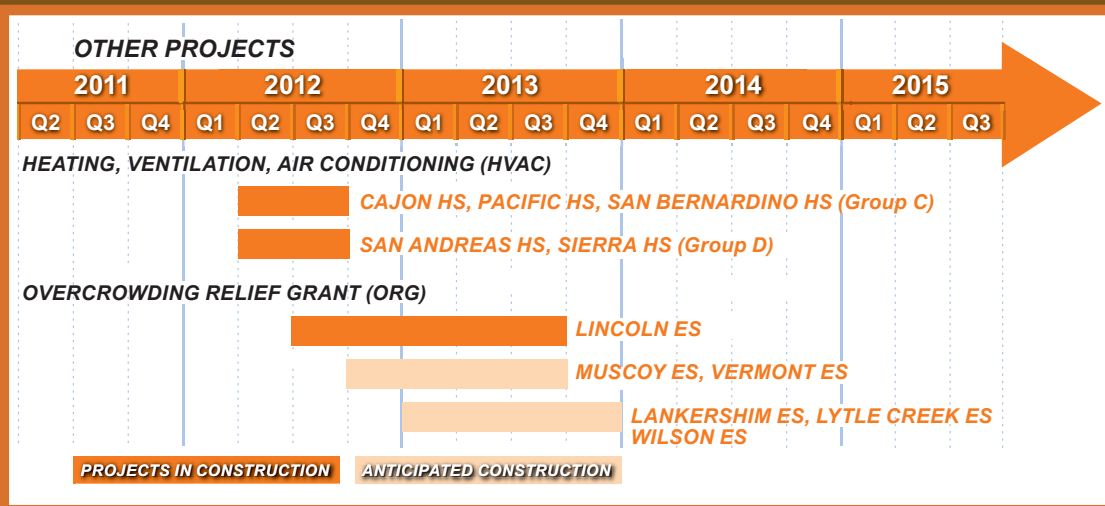 OTHER PROJECTS
2011 2012 2013 2014 2015
Q2 Q3 Q4 Q1 Q2 Q3 Q4 Q1 Q2 Q3 Q4 Q1 Q2 Q3 Q4 Q1 Q2 Q3
HEATING, VENTILATION, AIR CONDITIONING (HVAC)
CAJON HS, PACIFIC HS, SAN BERNARDINO HS (Group C)
SAN ANDREAS HS, SIERRA HS (Group D)
OVERCROWDING RELIEF GRANT (ORG)
LINCOLN ES
MUSCOY ES, VERMONT ES
LANKERSHIM ES, LYTLE CREEK ES
WILSON ES
PROJECTS IN CONSTRUCTION ANTICIPATED CONSTRUCTION